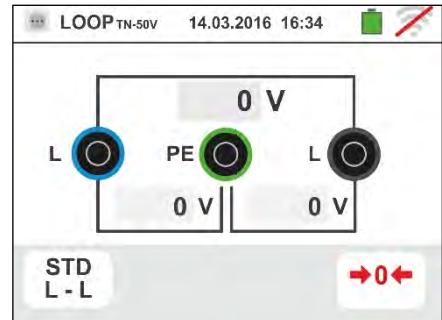 LOOP TN-50V 14.03.2016 16:34
0 V
L PE L
0 V 0 V
STD
L - L
0